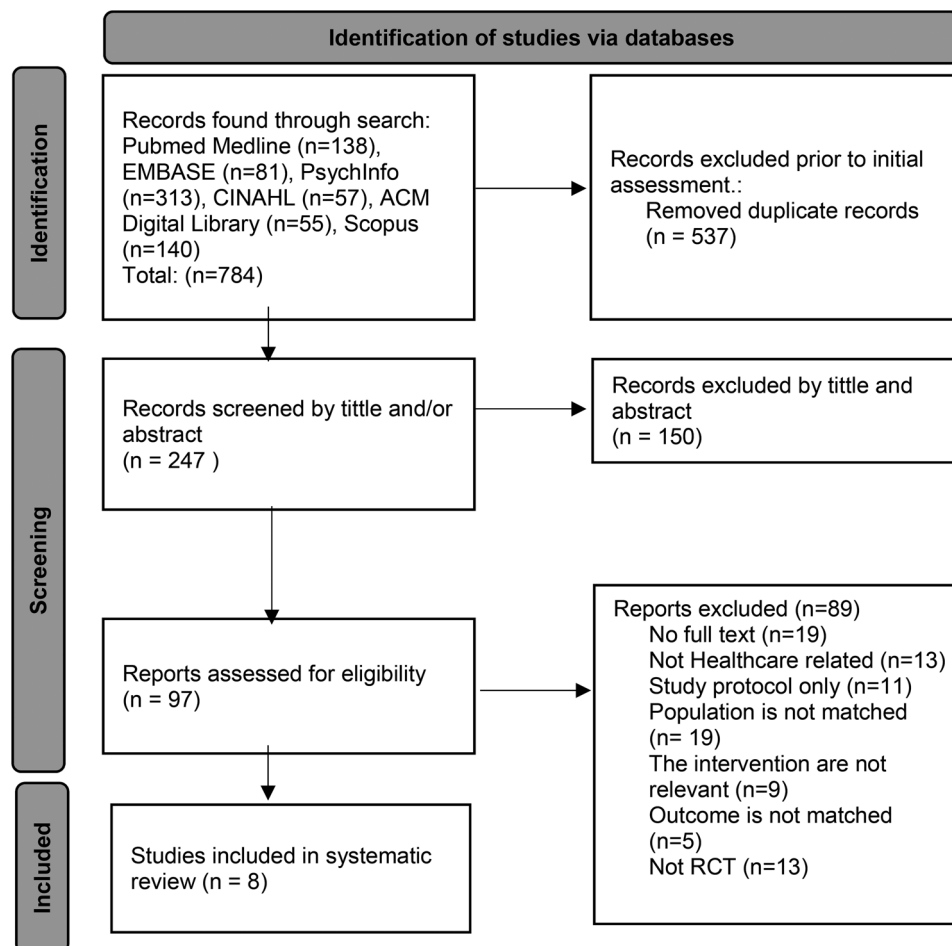 Identification of studies via databases
Identification
Records found through search:
Pubmed Medline (n=138),
EMBASE (n=81), PsychInfo
(n=313), CINAHL (n=57), ACM
Digital Library (n=55), Scopus
(n=140)
Total: (n=784)
Records excluded prior to initial
assessment.:
Removed duplicate records
(n = 537)
Screening
Records screened by tittle and/or
abstract
(n = 247 )
Records excluded by tittle and
abstract
(n = 150)
Reports assessed for eligibility
(n = 97)
Reports excluded (n=89)
No full text (n=19)
Not Healthcare related (n=13)
Study protocol only (n=11)
Population is not matched
(n= 19)
The intervention are not
relevant (n=9)
Outcome is not matched
(n=5)
Not RCT (n=13)
Included
Studies included in systematic
review (n = 8)